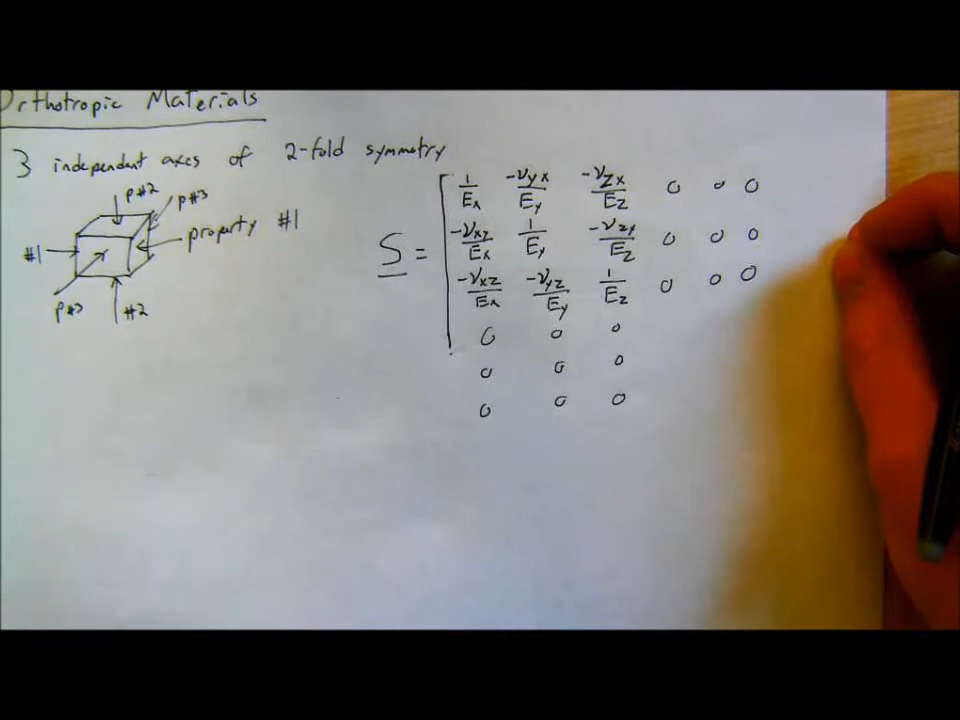 Orthotropic Materials
3 independent axes of 2-fold symmetry
P#2
P#3
property #1
#1
P#3
#2
S =
1/Ex -νyx/Ey -νzx/Ez 0 0 0
-νxy/Ex 1/Ey -νzy/Ez 0 0 0
-νxz/Ex -νyz/Ey 1/Ez 0 0 0
0 0 0
0 0 0
0 0 0